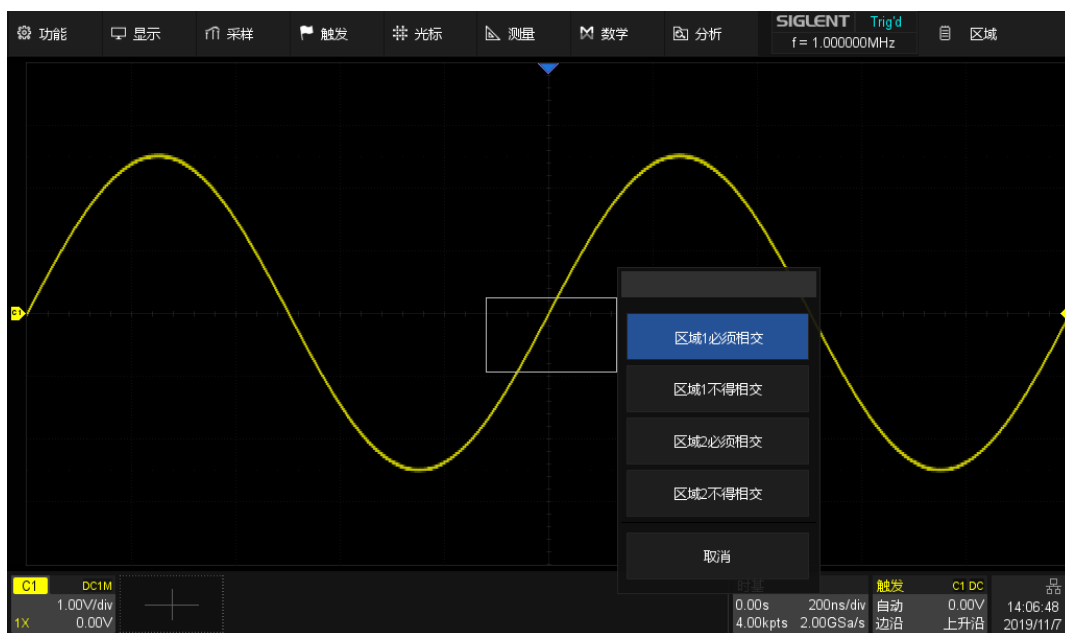 功能 显示 采样 触发 光标 测量 数学 分析
SIGLENT Trig'd
f = 1.000000MHz
区域
C1
区域1必须相交
区域1不得相交
区域2必须相交
区域2不得相交
取消
C1 DC1M
1.00V/div
1X 0.00V
时基
0.00s 200ns/div
4.00kpts 2.00GSa/s
触发 C1 DC
自动 0.00V
边沿 上升沿
14:06:48
2019/11/7